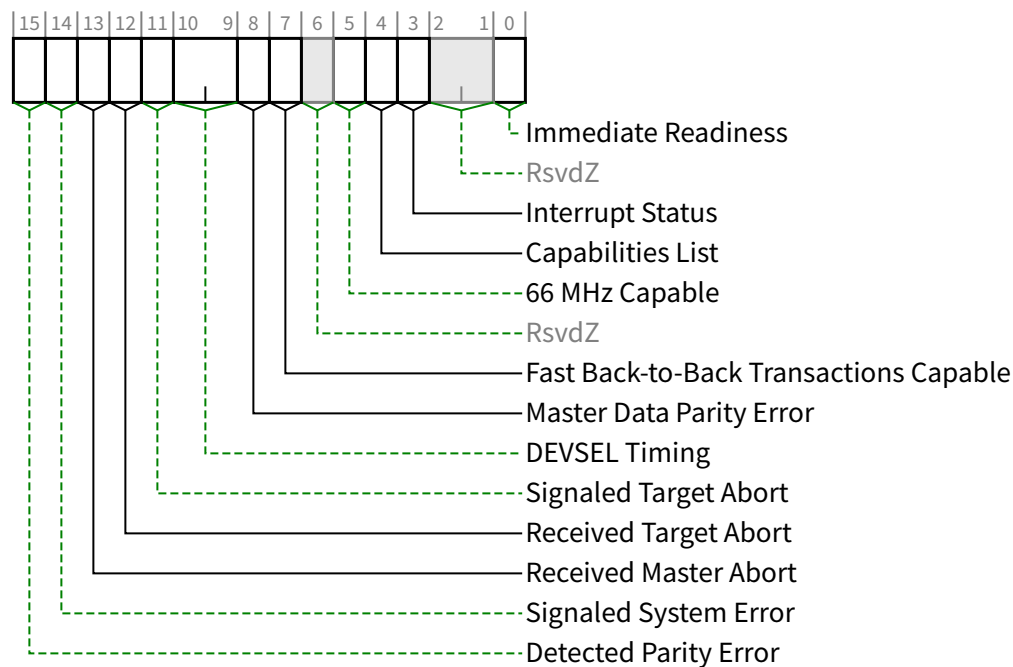 15 14 13 12 11 10 9 8 7 6 5 4 3 2 1 0
Immediate Readiness
RsvdZ
Interrupt Status
Capabilities List
66 MHz Capable
RsvdZ
Fast Back-to-Back Transactions Capable
Master Data Parity Error
DEVSEL Timing
Signaled Target Abort
Received Target Abort
Received Master Abort
Signaled System Error
Detected Parity Error